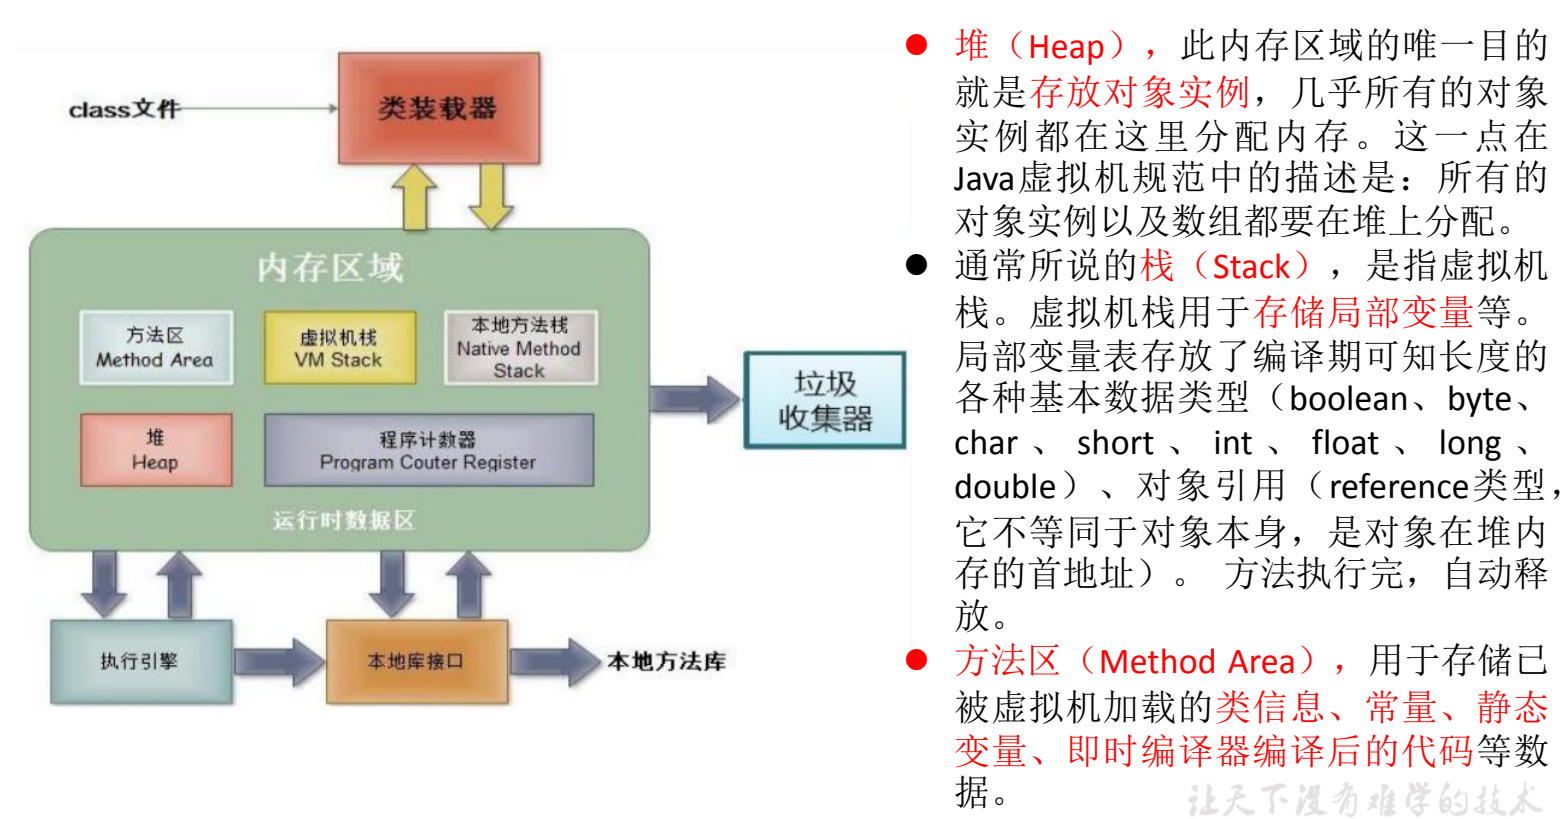 class文件
类装载器
内存区域
方法区
Method Area
虚拟机栈
VM Stack
本地方法栈
Native Method
Stack
堆
Heap
程序计数器
Program Couter Register
运行时数据区
垃圾
收集器
执行引擎
本地库接口
本地方法库
● 堆（Heap），此内存区域的唯一目的
就是存放对象实例，几乎所有的对象
实例都在这里分配内存。这一点在
Java虚拟机规范中的描述是：所有的
对象实例以及数组都要在堆上分配。
● 通常所说的栈（Stack），是指虚拟机
栈。虚拟机栈用于存储局部变量等。
局部变量表存放了编译期可知长度的
各种基本数据类型（boolean、byte、
char 、 short 、 int 、 float 、 long 、
double）、对象引用（reference类型，
它不等同于对象本身，是对象在堆内
存的首地址）。 方法执行完，自动释
放。
● 方法区（Method Area），用于存储已
被虚拟机加载的类信息、常量、静态
变量、即时编译器编译后的代码等数
据。
让天下没有难学的技术